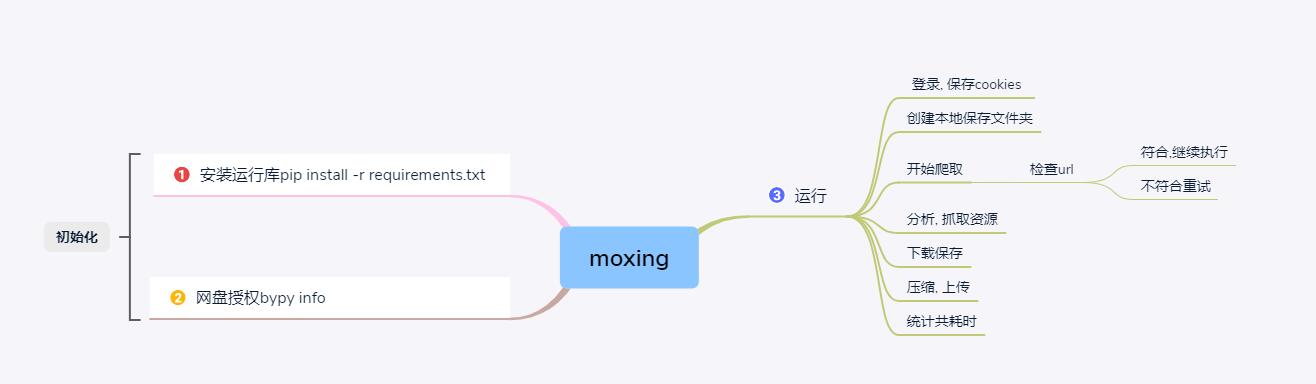 初始化
1 安装运行库pip install -r requirements.txt
2 网盘授权bypy info
moxing
3 运行
登录, 保存cookies
创建本地保存文件夹
开始爬取
检查url
符合,继续执行
不符合重试
分析, 抓取资源
下载保存
压缩, 上传
统计共耗时